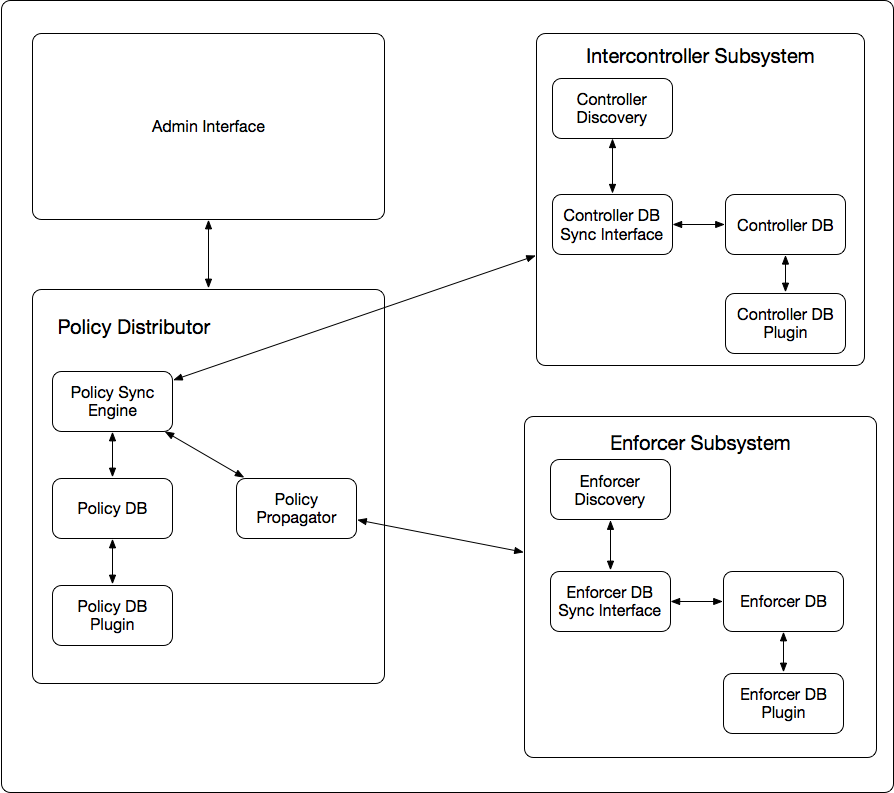 Admin Interface
Policy Distributor
Policy Sync
Engine
Policy DB
Policy
Propagator
Policy DB
Plugin
Intercontroller Subsystem
Controller
Discovery
Controller DB
Sync Interface
Controller DB
Controller DB
Plugin
Enforcer Subsystem
Enforcer
Discovery
Enforcer DB
Sync Interface
Enforcer DB
Enforcer DB
Plugin